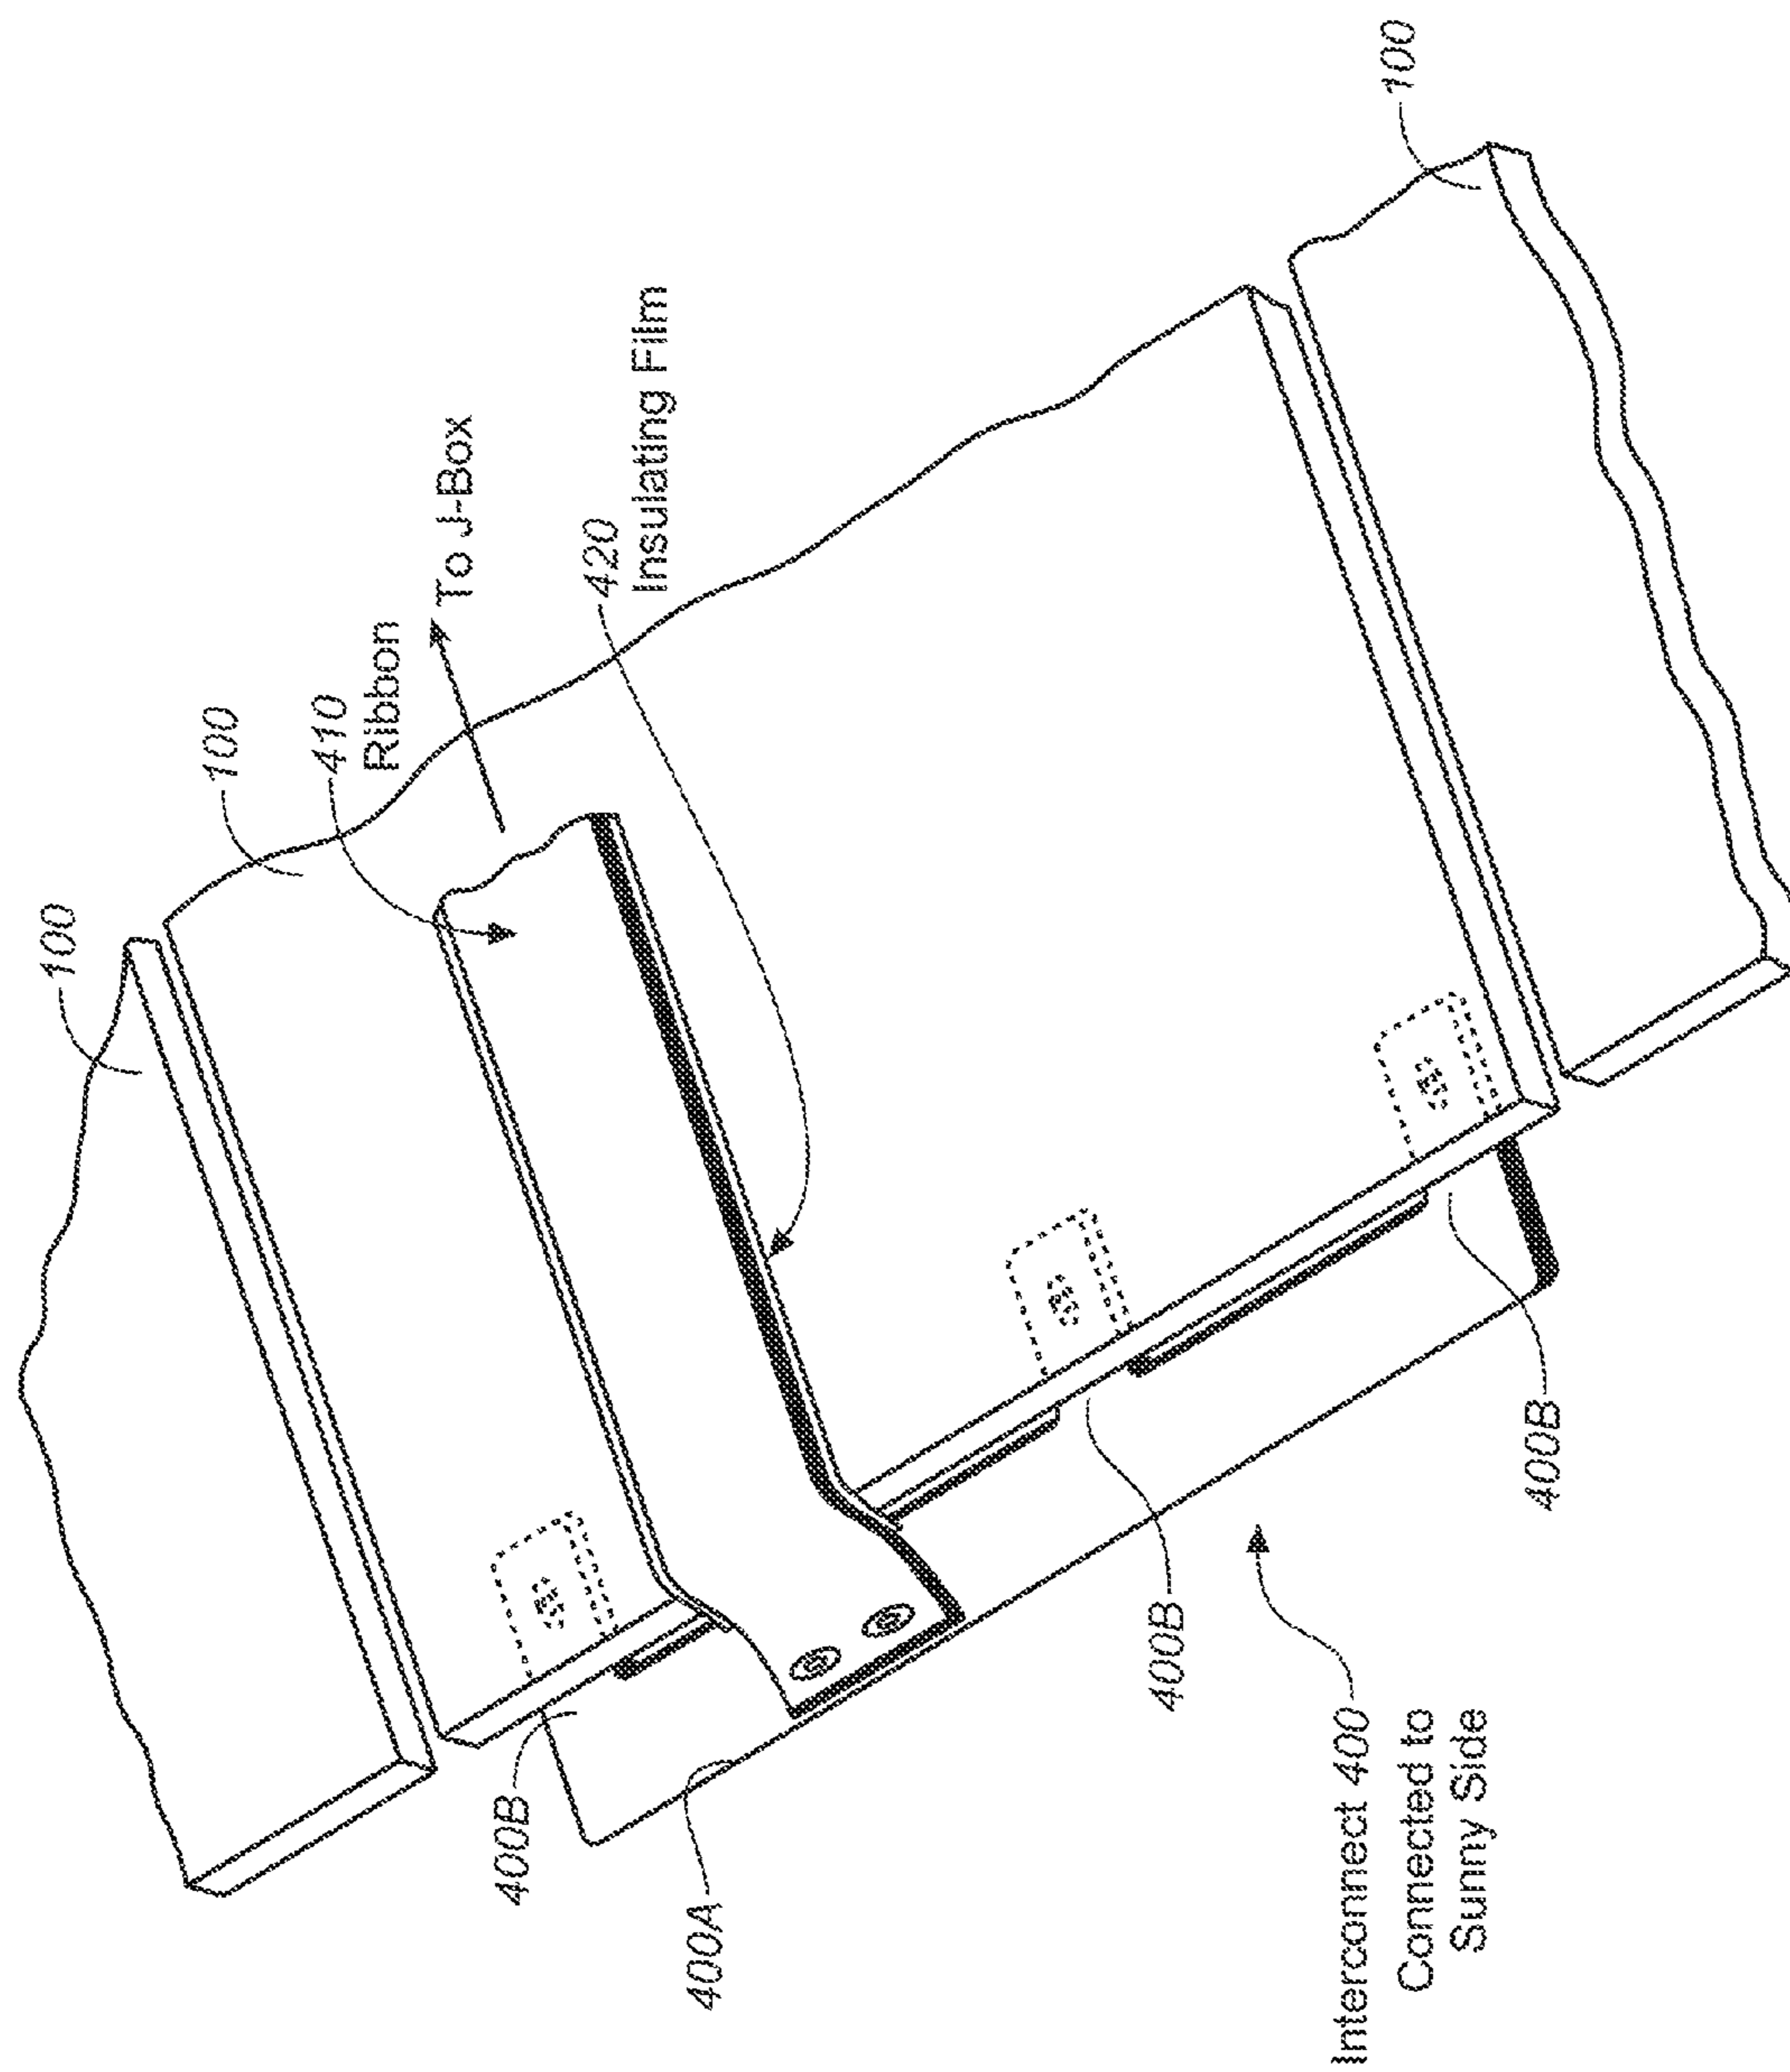 100
100
410
Ribbon
To J-Box
400B
420
Insulating Film
400A
400B
Interconnect 400
Connected to
Sunny Side
100
400B